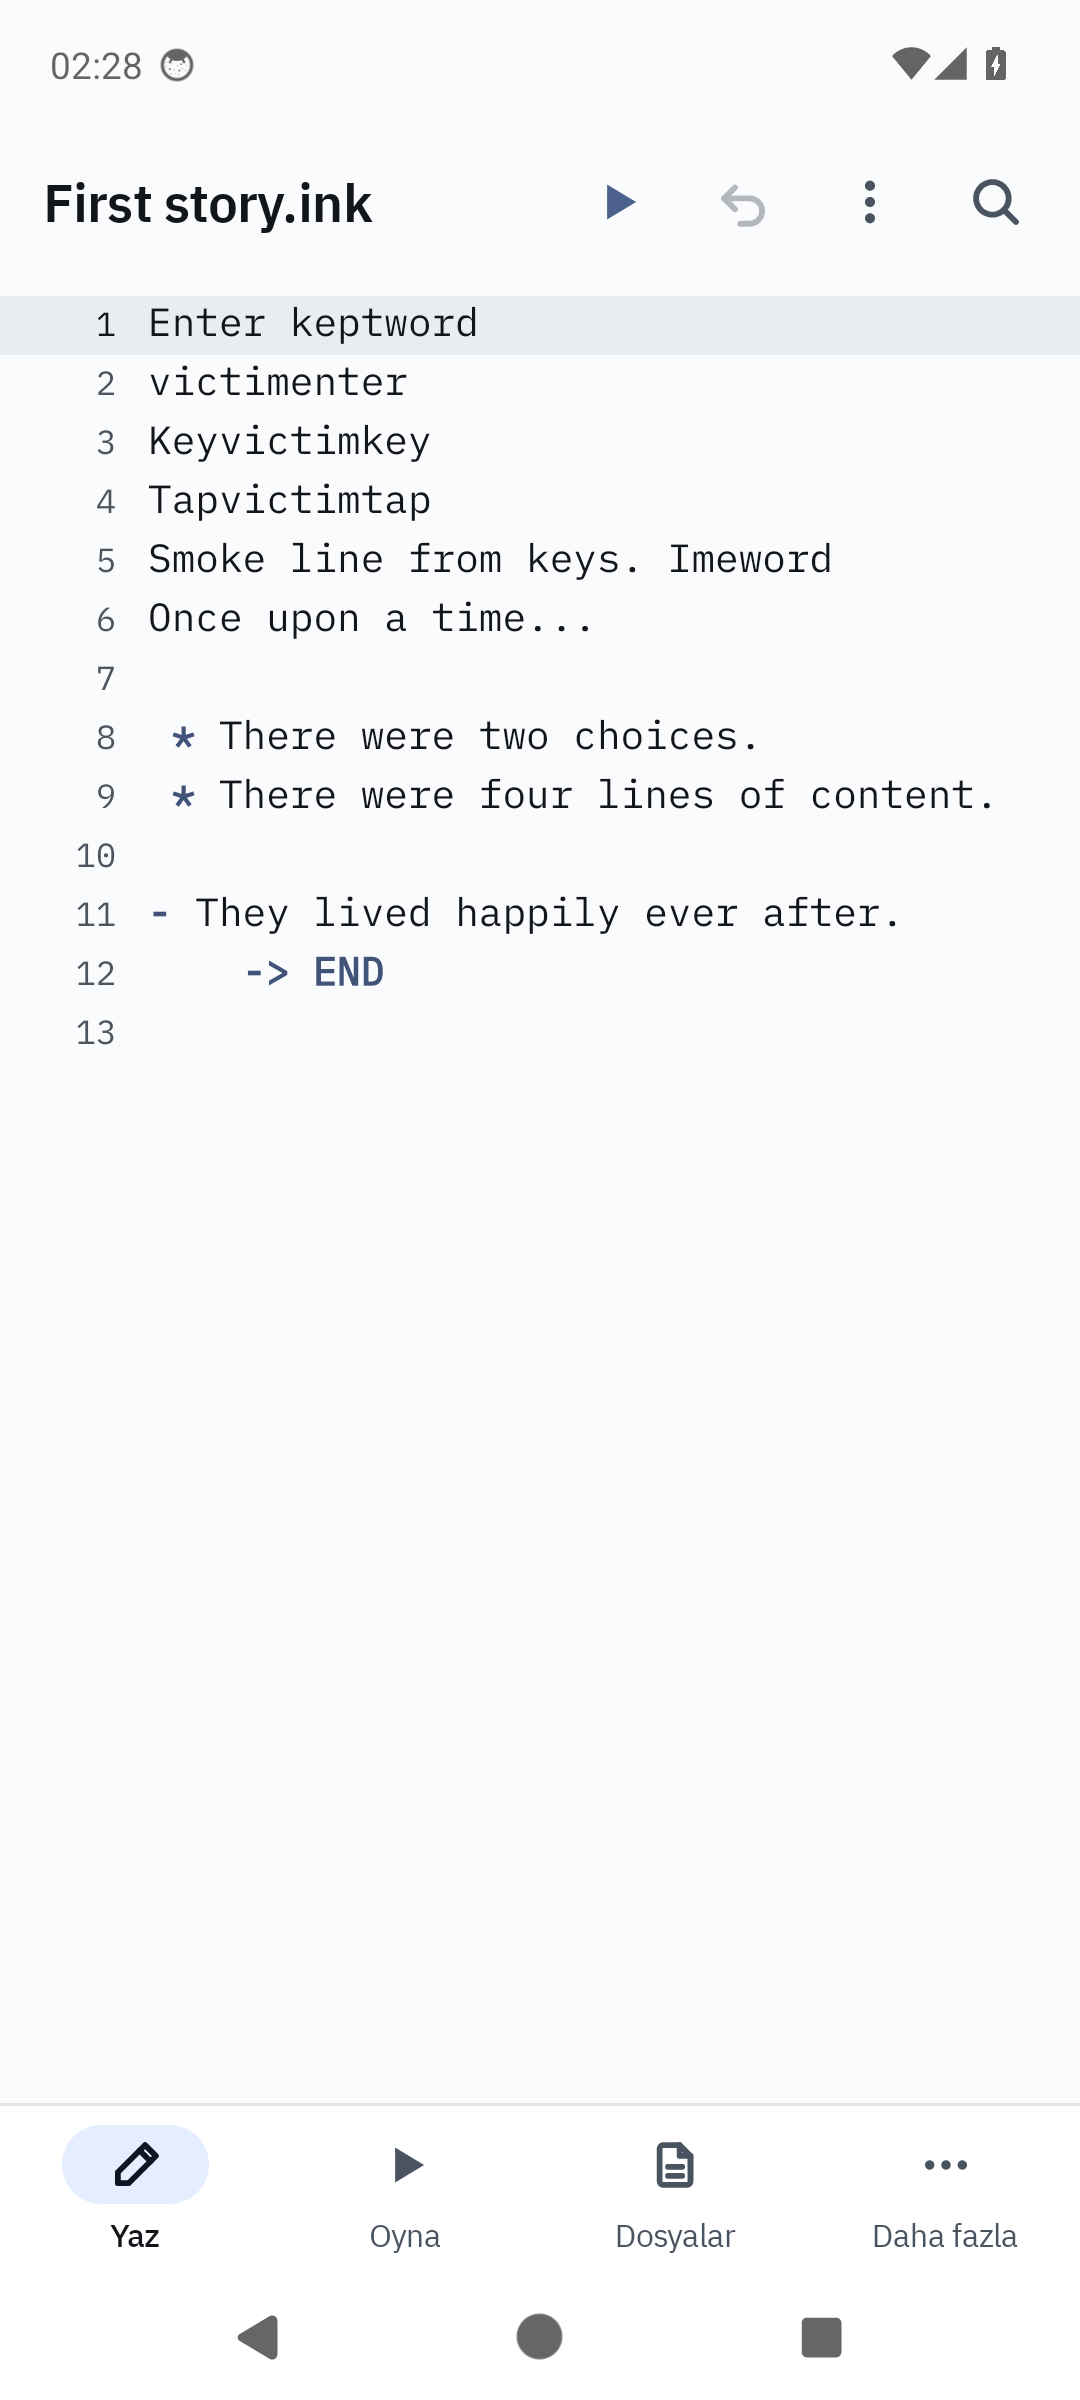 02:28
First story.ink
1 Enter keptword
2 victimenter
3 Keyvictimkey
4 Tapvictimtap
5 Smoke line from keys. Imeword
6 Once upon a time...
7
8 * There were two choices.
9 * There were four lines of content.
10
11 - They lived happily ever after.
12 -> END
13
Yaz
Oyna
Dosyalar
Daha fazla